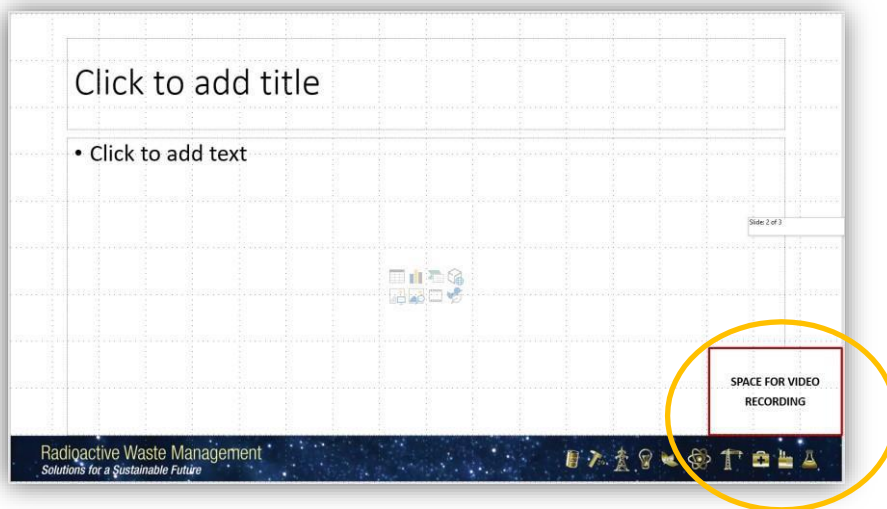 Click to add title
• Click to add text
Slide: 2 of 3
SPACE FOR VIDEO
RECORDING
Radioactive Waste Management
Solutions for a Sustainable Future